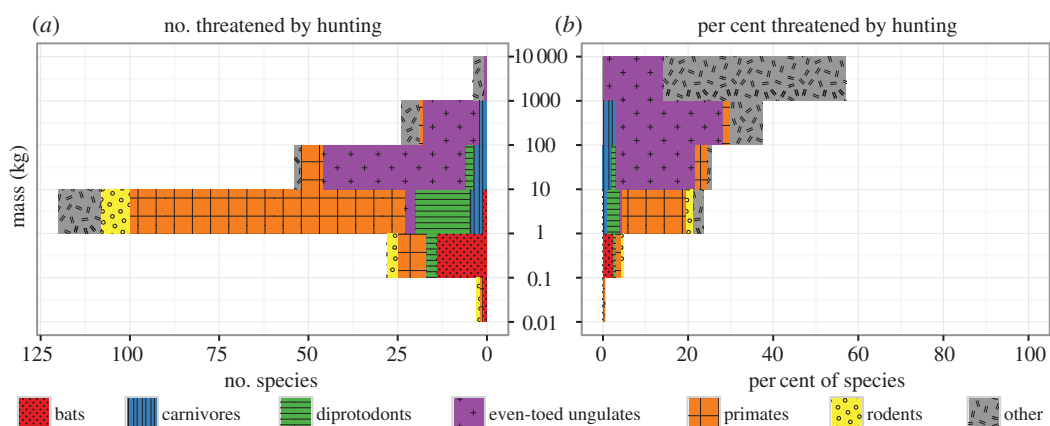 (a) no. threatened by hunting
(b) per cent threatened by hunting
mass (kg)
10 000
1000
100
10
1
0.1
0.01
125 100 75 50 25 0
0 20 40 60 80 100
no. species
per cent of species
bats carnivores diprotodonts even-toed ungulates primates rodents other